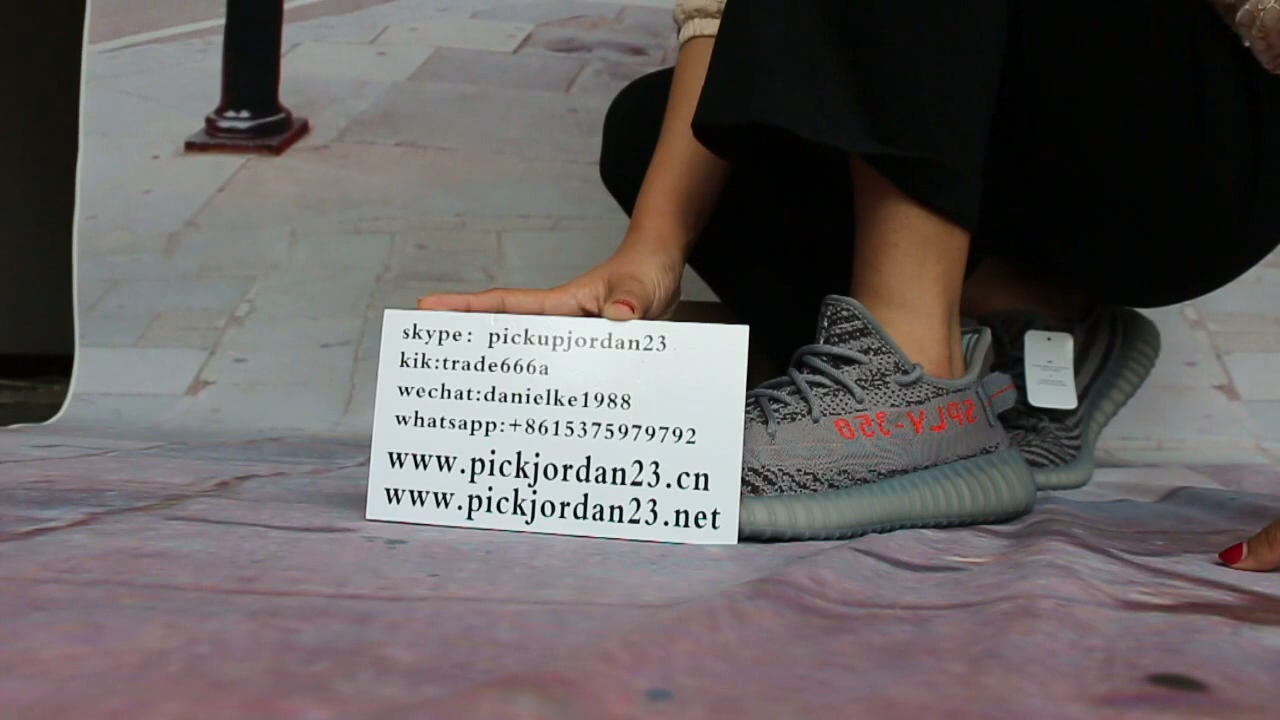 skype: pickupjordan23
kik:trade666a
wechat:danielke1988
whatsapp:+8615375979792
www.pickjordan23.cn
www.pickjordan23.net
SPLY-350